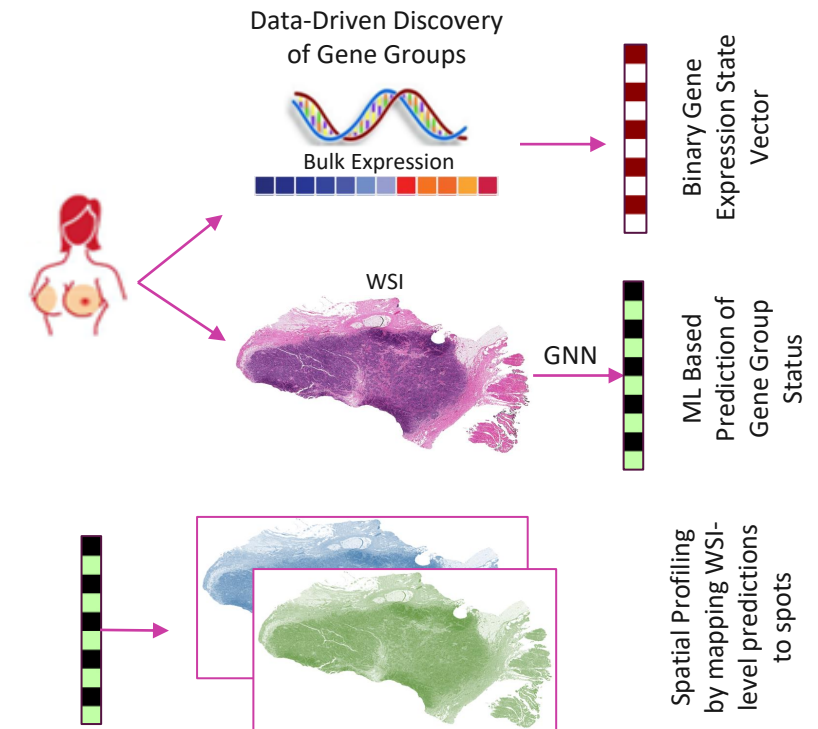 Data-Driven Discovery
of Gene Groups
Bulk Expression
Binary Gene
Expression State
Vector
WSI
GNN
ML Based
Prediction of
Gene Group
Status
Spatial Profiling
by mapping WSI-
level predictions
to spots